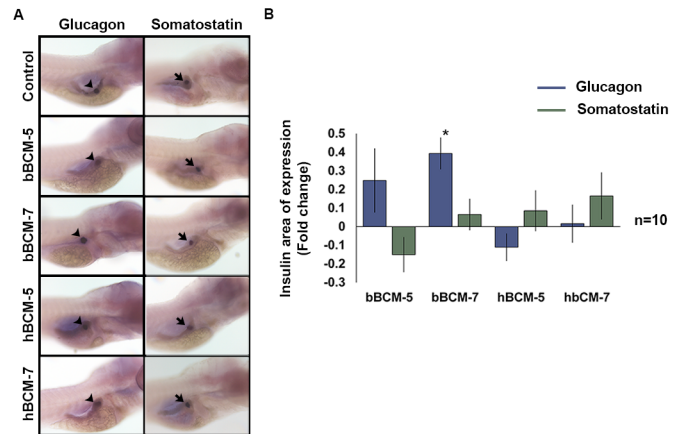 A
Glucagon Somatostatin
Control
bBCM-5
bBCM-7
hBCM-5
hBCM-7
B
Glucagon
Somatostatin
Insulin area of expression
(Fold change)
0.5
0.4
0.3
0.2
0.1
0
-0.1
-0.2
-0.3
*
n=10
bBCM-5 bBCM-7 hBCM-5 hbCM-7